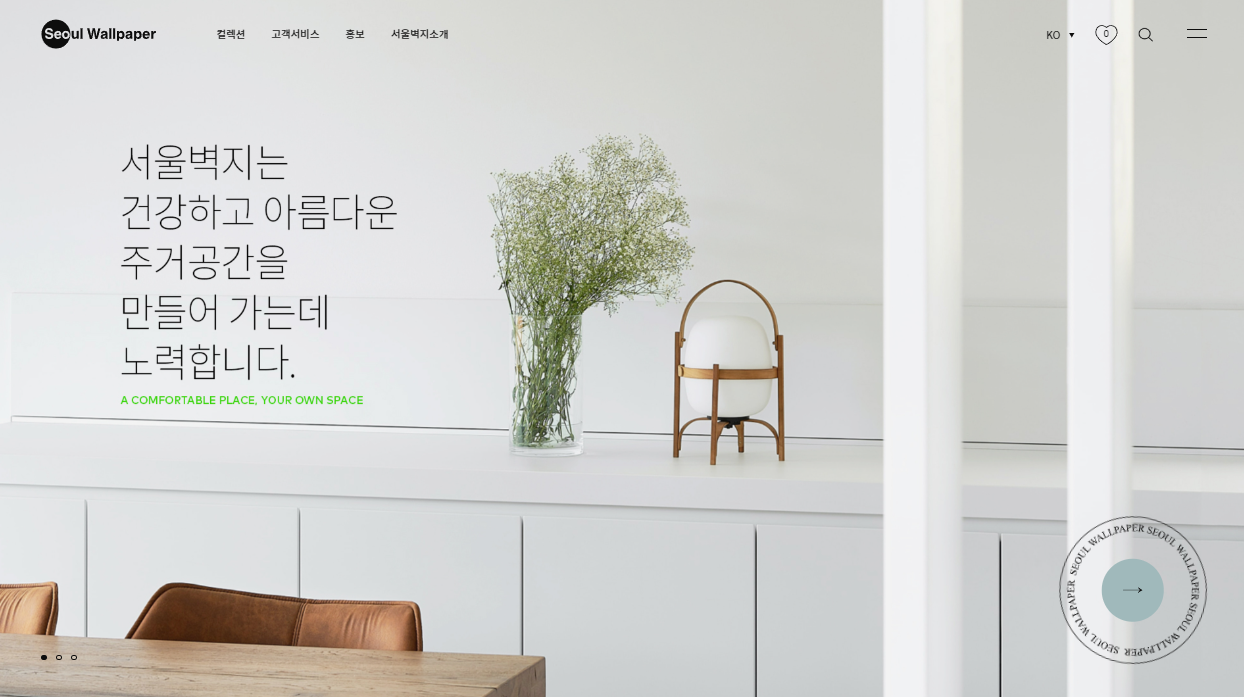 Seoul Wallpaper
컬렉션 고객서비스 홍보 서울벽지소개
KO ▼ 0
서울벽지는
건강하고 아름다운
주거공간을
만들어 가는데
노력합니다.
A COMFORTABLE PLACE, YOUR OWN SPACE
SEOUL WALLPAPER SEOUL WALLPAPER SEOUL WALLPAPER SEOUL WALLPAPER